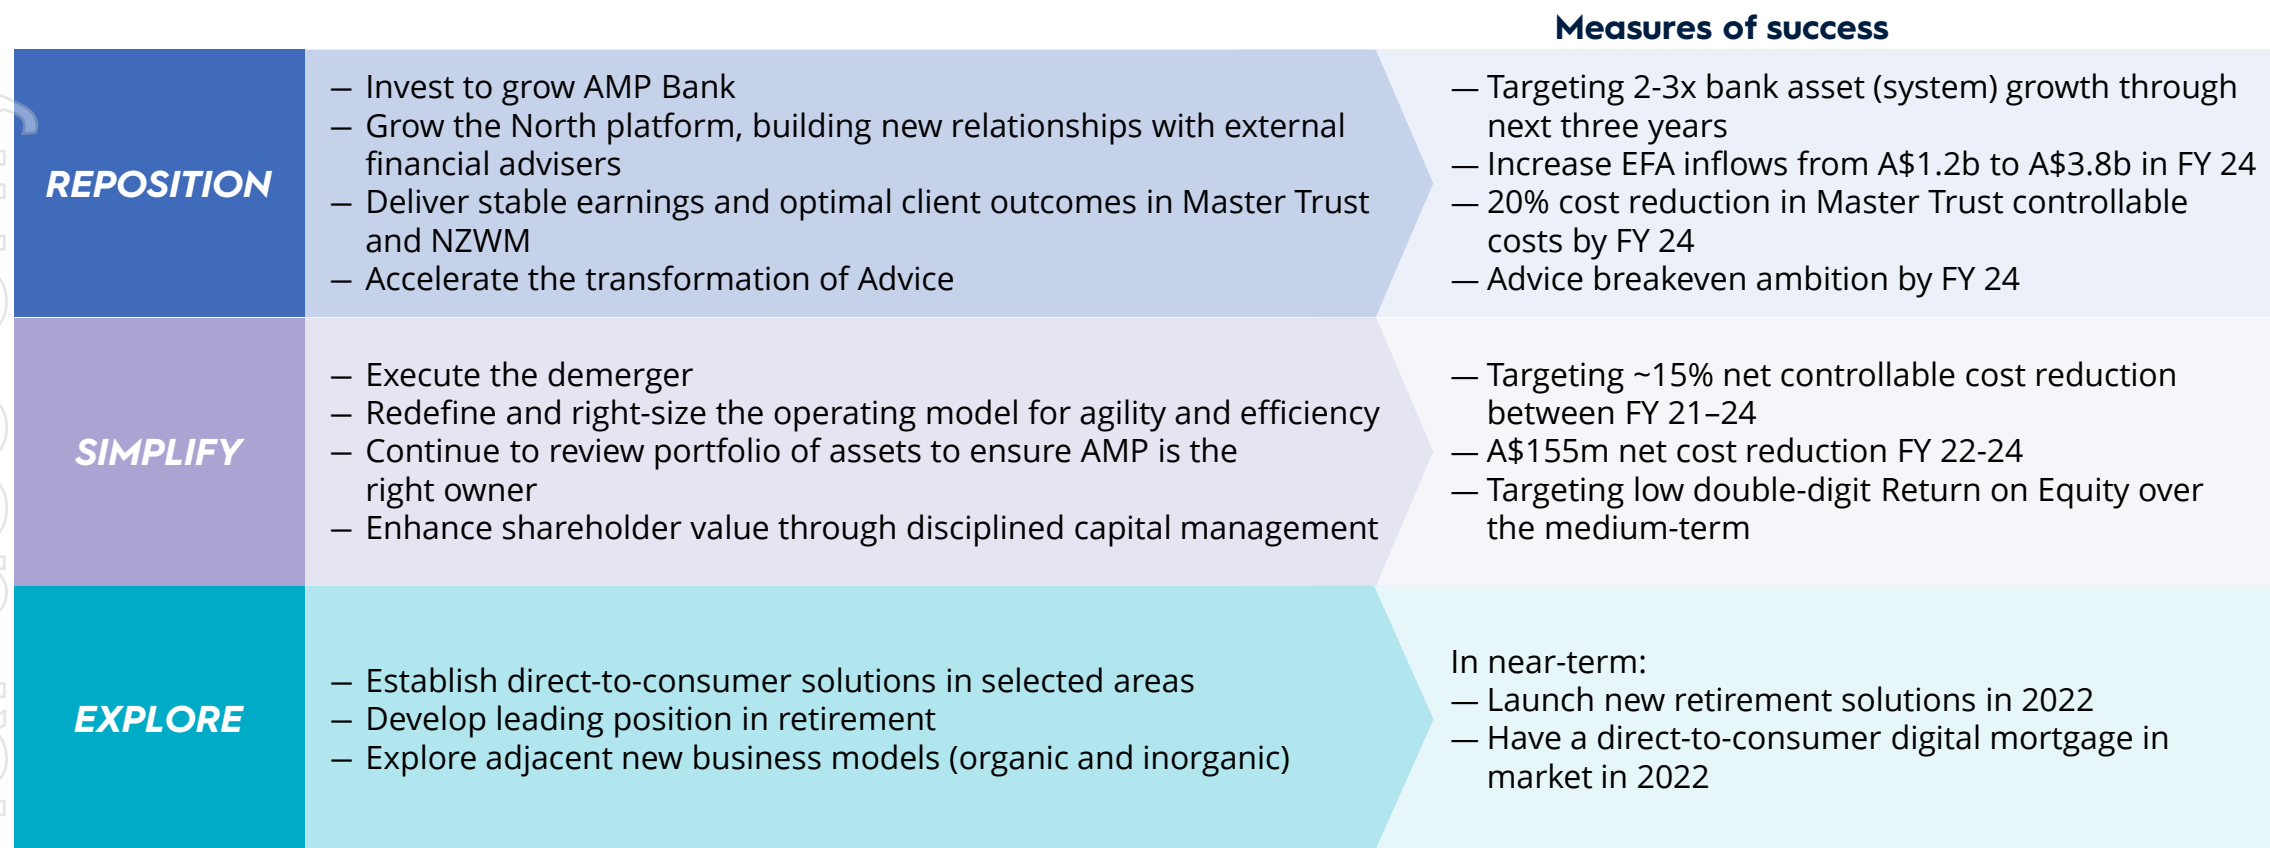 Measures of success
REPOSITION
— Invest to grow AMP Bank
— Grow the North platform, building new relationships with external
financial advisers
— Deliver stable earnings and optimal client outcomes in Master Trust
and NZWM
— Accelerate the transformation of Advice
— Targeting 2-3x bank asset (system) growth through
next three years
— Increase EFA inflows from A$1.2b to A$3.8b in FY 24
— 20% cost reduction in Master Trust controllable
costs by FY 24
— Advice breakeven ambition by FY 24
SIMPLIFY
— Execute the demerger
— Redefine and right-size the operating model for agility and efficiency
— Continue to review portfolio of assets to ensure AMP is the
right owner
— Enhance shareholder value through disciplined capital management
— Targeting ~15% net controllable cost reduction
between FY 21–24
— A$155m net cost reduction FY 22-24
— Targeting low double-digit Return on Equity over
the medium-term
EXPLORE
— Establish direct-to-consumer solutions in selected areas
— Develop leading position in retirement
— Explore adjacent new business models (organic and inorganic)
In near-term:
— Launch new retirement solutions in 2022
— Have a direct-to-consumer digital mortgage in
market in 2022